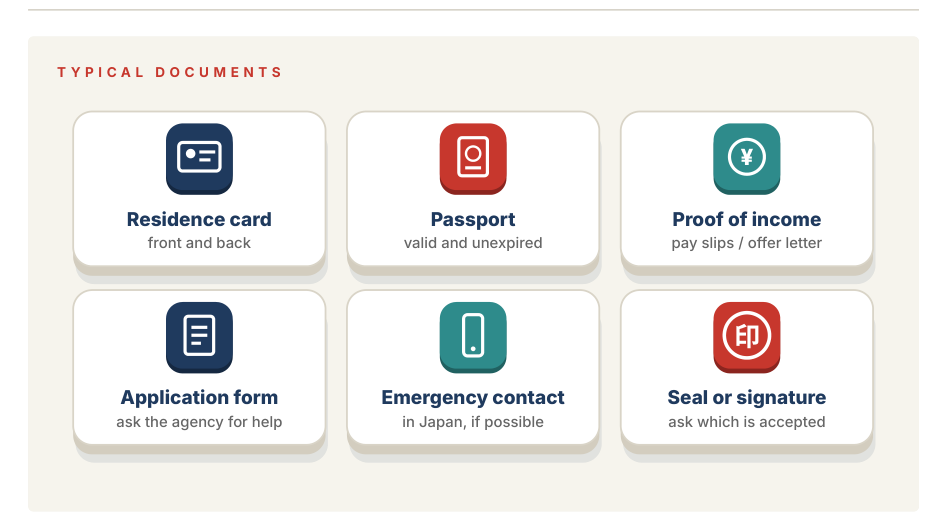 TYPICAL DOCUMENTS
¥
Residence card
front and back
Passport
valid and unexpired
Proof of income
pay slips / offer letter
印
Application form
ask the agency for help
Emergency contact
in Japan, if possible
Seal or signature
ask which is accepted